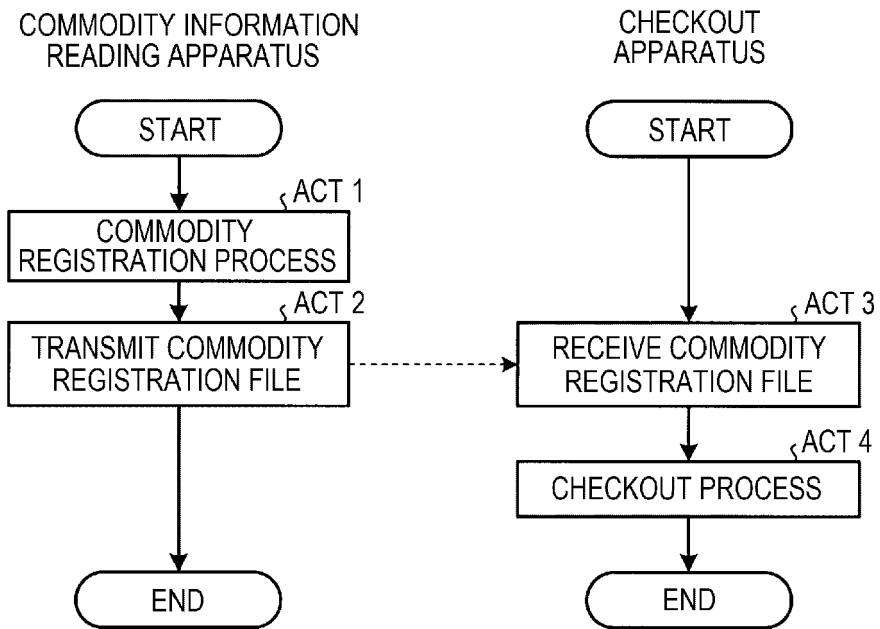 COMMODITY INFORMATION
READING APPARATUS
START
ACT 1
COMMODITY
REGISTRATION PROCESS
ACT 2
TRANSMIT COMMODITY
REGISTRATION FILE
END
CHECKOUT
APPARATUS
START
ACT 3
RECEIVE COMMODITY
REGISTRATION FILE
ACT 4
CHECKOUT PROCESS
END